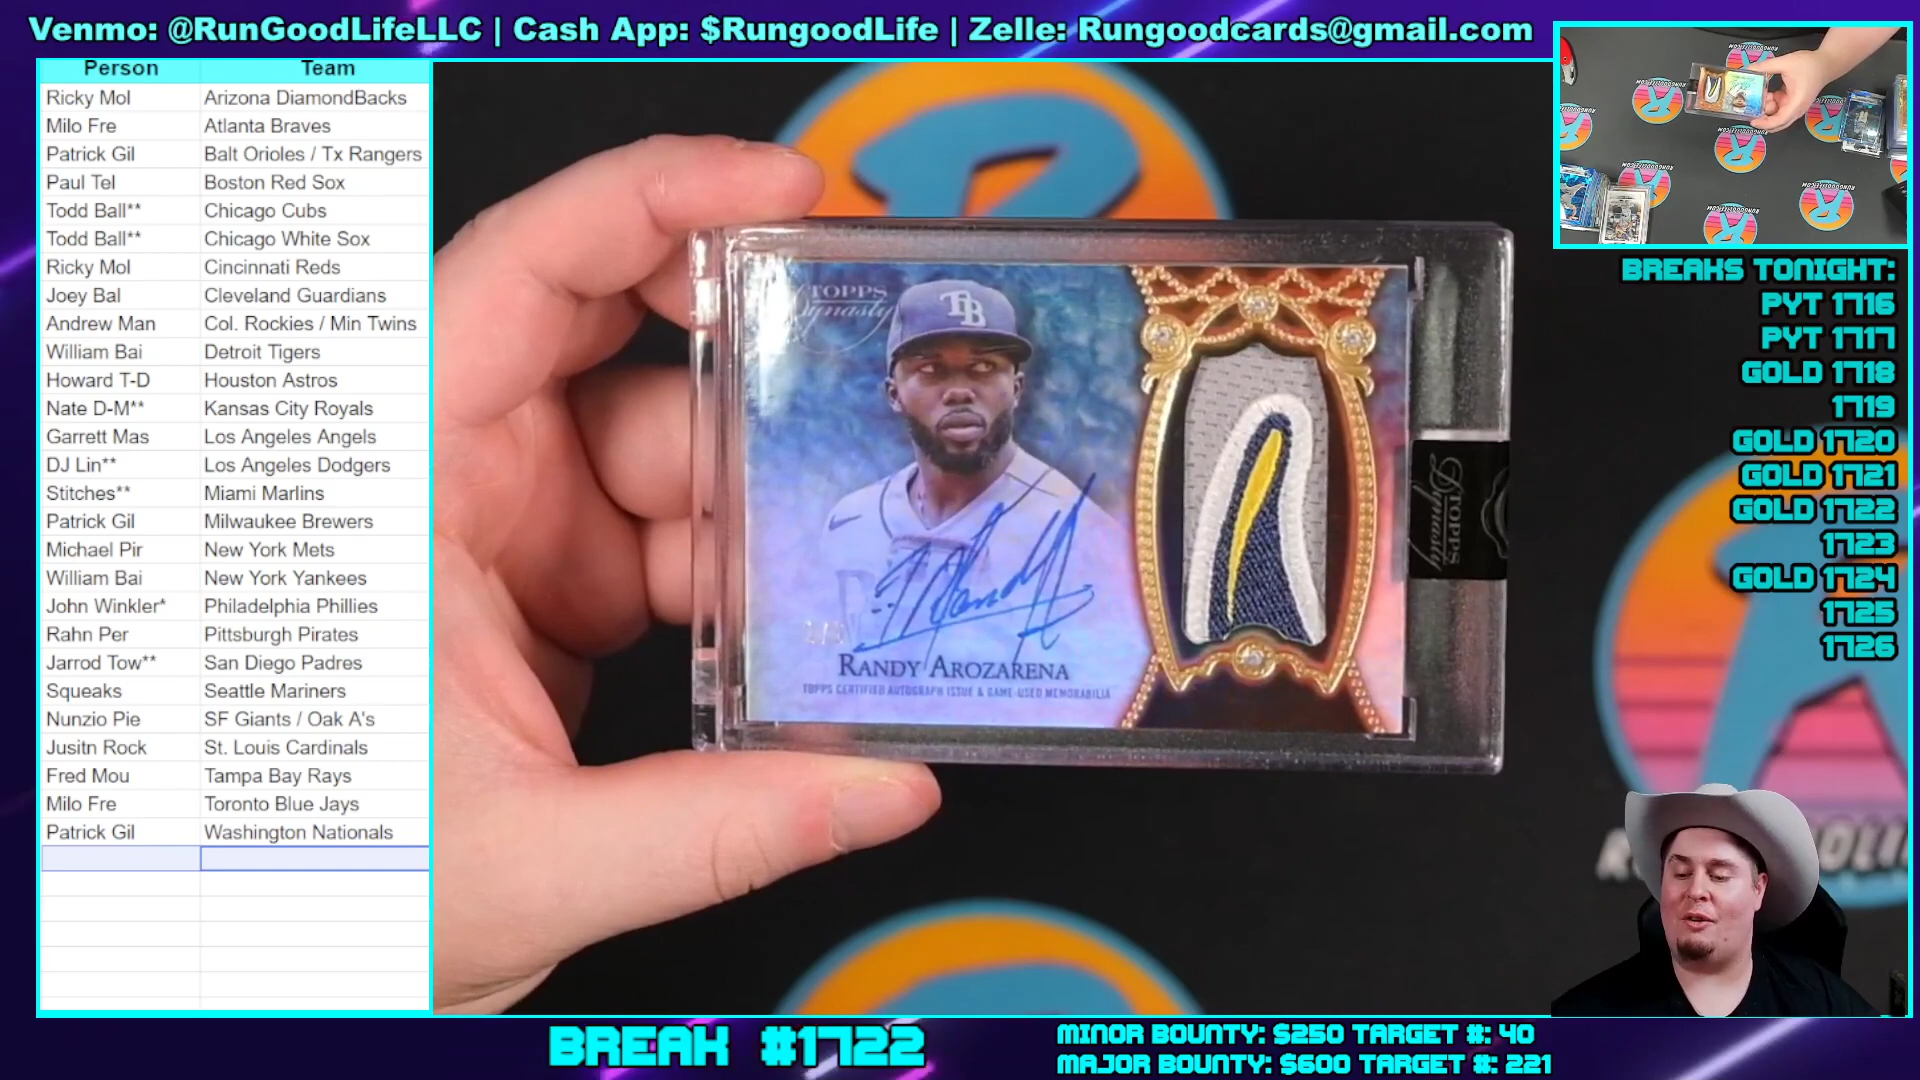 Venmo: @RunGoodLifeLLC | Cash App: $RungoodLife | Zelle: Rungoodcards@gmail.com
Person Team
Ricky Mol Arizona DiamondBacks
Milo Fre Atlanta Braves
Patrick Gil Balt Orioles / Tx Rangers
Paul Tel Boston Red Sox
Todd Ball** Chicago Cubs
Todd Ball** Chicago White Sox
Ricky Mol Cincinnati Reds
Joey Bal Cleveland Guardians
Andrew Man Col. Rockies / Min Twins
William Bai Detroit Tigers
Howard T-D Houston Astros
Nate D-M** Kansas City Royals
Garrett Mas Los Angeles Angels
DJ Lin** Los Angeles Dodgers
Stitches** Miami Marlins
Patrick Gil Milwaukee Brewers
Michael Pir New York Mets
William Bai New York Yankees
John Winkler* Philadelphia Phillies
Rahn Per Pittsburgh Pirates
Jarrod Tow** San Diego Padres
Squeaks Seattle Mariners
Nunzio Pie SF Giants / Oak A's
Jusitn Rock St. Louis Cardinals
Fred Mou Tampa Bay Rays
Milo Fre Toronto Blue Jays
Patrick Gil Washington Nationals
TOPPS
Dynasty
TB
RANDY AROZARENA
TOPPS CERTIFIED AUTOGRAPH ISSUE & GAME-USED MEMORABILIA
TOPPS
Dynasty
BREAKS TONIGHT:
PYT 1716
PYT 1717
GOLD 1718
1719
GOLD 1720
GOLD 1721
GOLD 1722
1723
GOLD 1724
1725
1726
BREAK #1722
MINOR BOUNTY: $250 TARGET #: 40
MAJOR BOUNTY: $600 TARGET #: 221